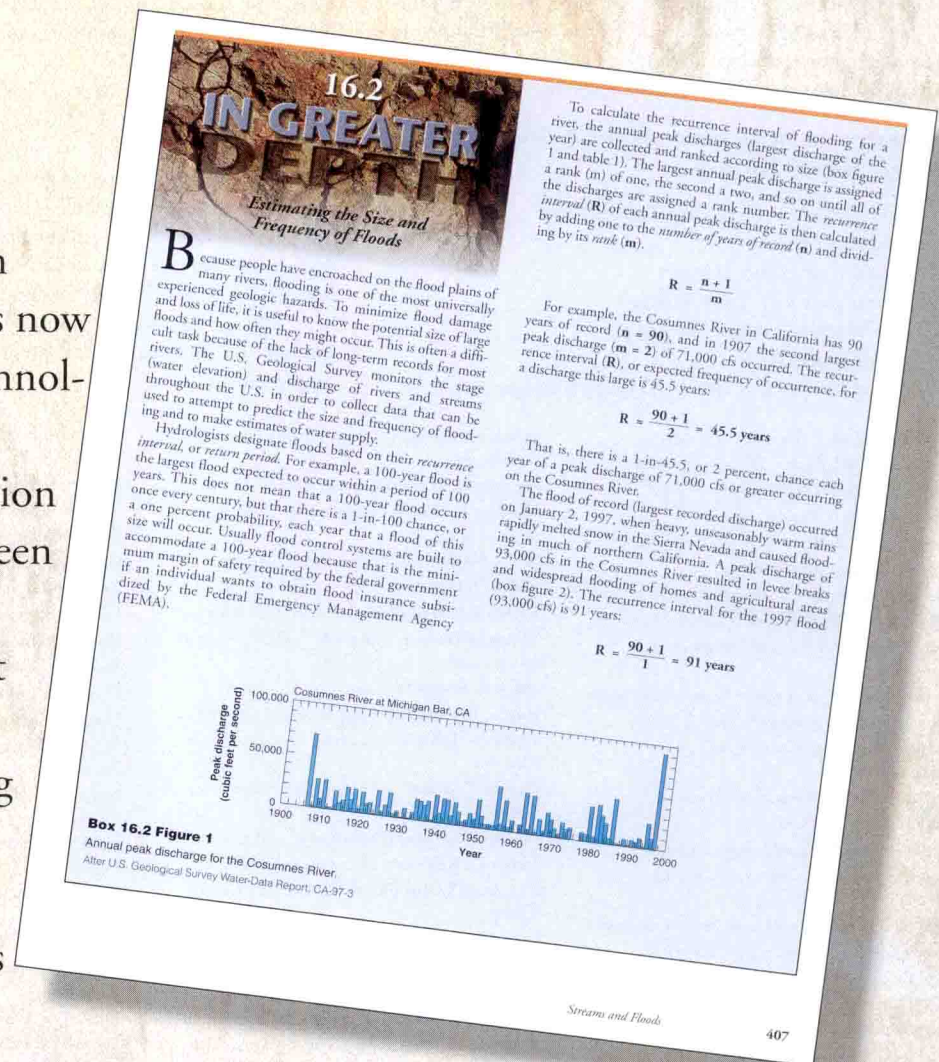 n
s now
nnol-
ion
een
t
g
s
16.2
IN GREATER
DEPTH
Estimating the Size and
Frequency of Floods
Because people have encroached on the flood plains of
many rivers, flooding is one of the most universally
experienced geologic hazards. To minimize flood damage
and loss of life, it is useful to know the potential size of large
floods and how often they might occur. This is often a diffi-
cult task because of the lack of long-term records for most
rivers. The U.S. Geological Survey monitors the stage
(water elevation) and discharge of rivers and streams
throughout the U.S. in order to collect data that can be
used to attempt to predict the size and frequency of flood-
ing and to make estimates of water supply.
Hydrologists designate floods based on their recurrence
interval, or return period. For example, a 100-year flood is
the largest flood expected to occur within a period of 100
years. This does not mean that a 100-year flood occurs
once every century, but that there is a 1-in-100 chance, or
a one percent probability, each year that a flood of this
size will occur. Usually flood control systems are built to
accommodate a 100-year flood because that is the mini-
mum margin of safety required by the federal government
if an individual wants to obtain flood insurance subsi-
dized by the Federal Emergency Management Agency
(FEMA).
To calculate the recurrence interval of flooding for a
river, the annual peak discharges (largest discharge of the
year) are collected and ranked according to size (box figure
1 and table 1). The largest annual peak discharge is assigned
a rank (m) of one, the second a two, and so on until all of
the discharges are assigned a rank number. The recurrence
interval (R) of each annual peak discharge is then calculated
by adding one to the number of years of record (n) and divid-
ing by its rank (m).
R = n + 1 / m
For example, the Cosumnes River in California has 90
years of record (n = 90), and in 1907 the second largest
peak discharge (m = 2) of 71,000 cfs occurred. The recur-
rence interval (R), or expected frequency of occurrence, for
a discharge this large is 45.5 years:
R = 90 + 1 / 2 = 45.5 years
That is, there is a 1-in-45.5, or 2 percent, chance each
year of a peak discharge of 71,000 cfs or greater occurring
on the Cosumnes River.
The flood of record (largest recorded discharge) occurred
on January 2, 1997, when heavy, unseasonably warm rains
rapidly melted snow in the Sierra Nevada and caused flood-
ing in much of northern California. A peak discharge of
93,000 cfs in the Cosumnes River resulted in levee breaks
and widespread flooding of homes and agricultural areas
(box figure 2). The recurrence interval for the 1997 flood
(93,000 cfs) is 91 years:
R = 90 + 1 / 1 = 91 years
Cosumnes River at Michigan Bar, CA
Peak discharge
(cubic feet per second)
100,000
50,000
0
1900 1910 1920 1930 1940 1950 1960 1970 1980 1990 2000
Year
Box 16.2 Figure 1
Annual peak discharge for the Cosumnes River.
After U.S. Geological Survey Water-Data Report, CA-97-3
Streams and Floods
407